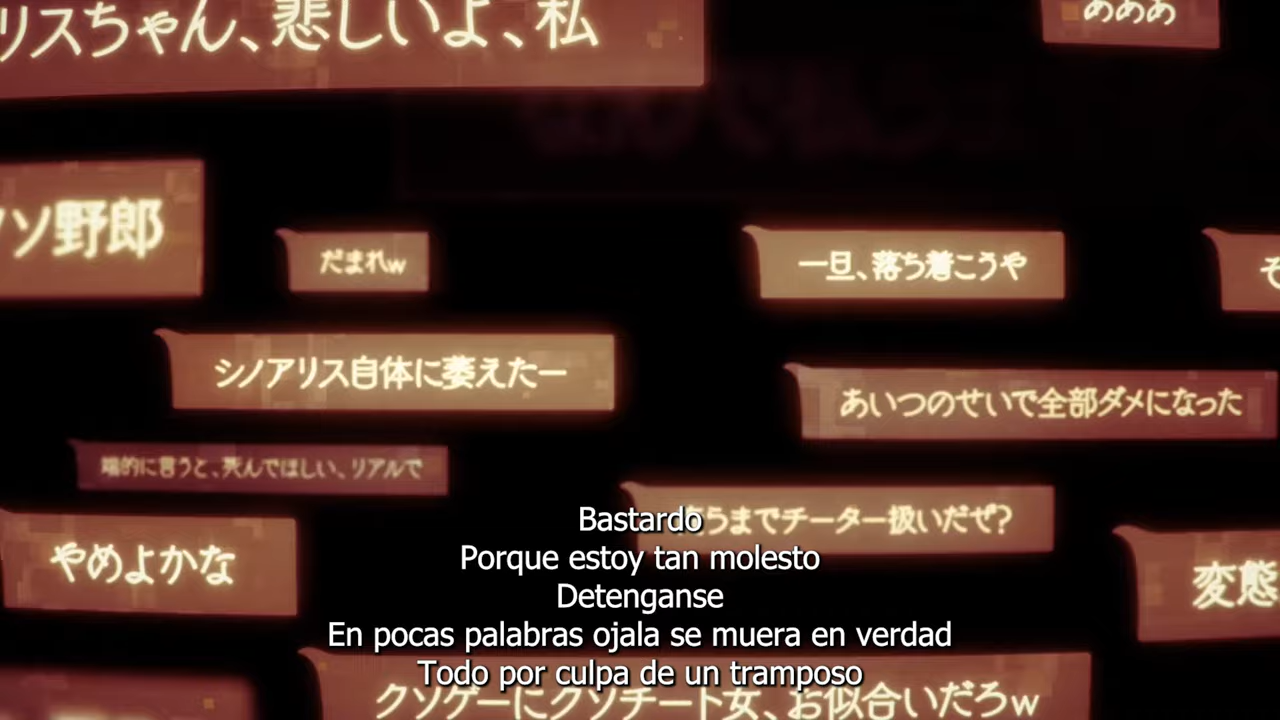 リスちゃん、悲しいよ、私
あああ
ソ野郎
だまれw
一旦、落ち着こうや
そ
シノアリス自体に萎えたー
あいつのせいで全部ダメになった
端的に言うと、死んでほしい、リアルで
らまでチーター扱いだぜ?
やめよかな
変態
クソゲーにクソチート女、お似合いだろw
Bastardo
Porque estoy tan molesto
Detenganse
En pocas palabras ojala se muera en verdad
Todo por culpa de un tramposo